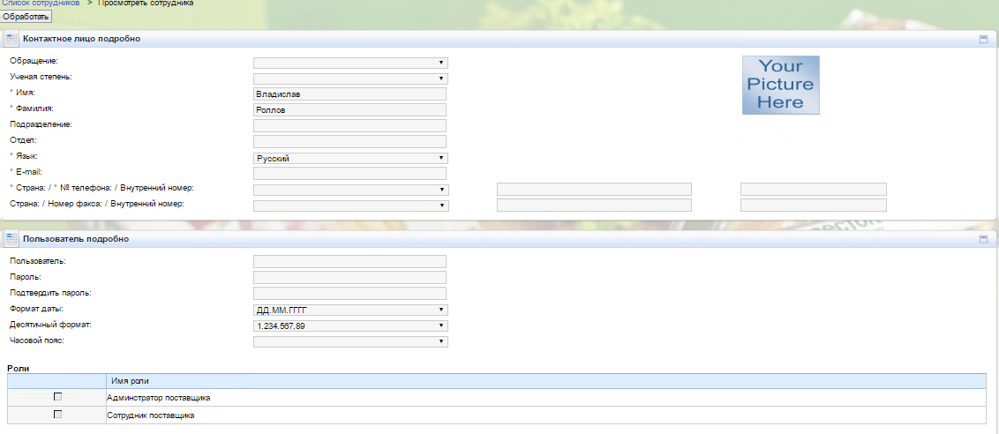 Список сотрудников > Просмотреть сотрудника
Обработать
Контактное лицо подробно
Обращение:
Ученая степень:
* Имя: Владислав
* Фамилия: Роллов
Подразделение:
Отдел:
* Язык: Русский
* E-mail:
* Страна: / * № телефона: / Внутренний номер:
Страна: / Номер факса: / Внутренний номер:
Your
Picture
Here
Пользователь подробно
Пользователь:
Пароль:
Подтвердить пароль:
Формат даты: ДД.ММ.ГГГГ
Десятичный формат: 1.234.567,89
Часовой пояс:
Роли
Имя роли
Админстратор поставщика
Сотрудник поставщика